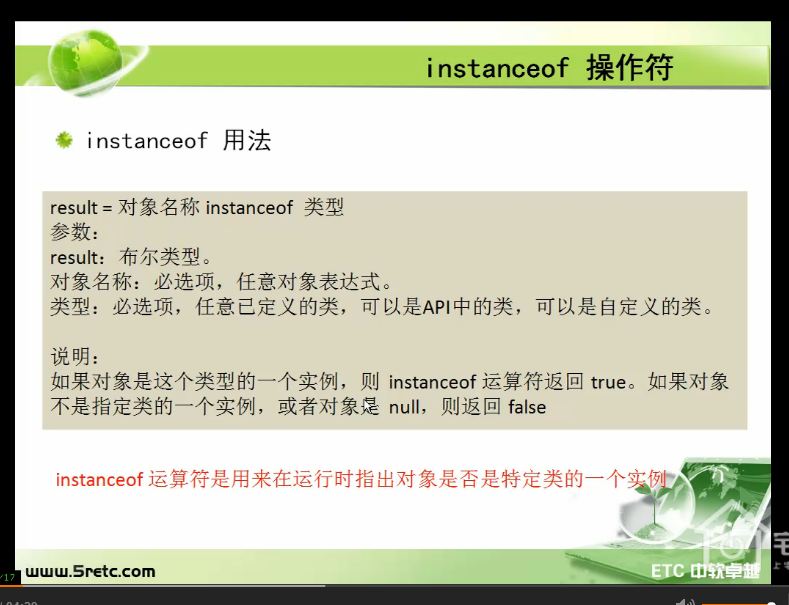 instanceof 操作符
instanceof 用法
result = 对象名称 instanceof 类型
参数：
result：布尔类型。
对象名称：必选项，任意对象表达式。
类型：必选项，任意已定义的类，可以是API中的类，可以是自定义的类。
说明：
如果对象是这个类型的一个实例，则 instanceof 运算符返回 true。如果对象
不是指定类的一个实例，或者对象是 null，则返回 false
instanceof 运算符是用来在运行时指出对象是否是特定类的一个实例
www.5retc.com
ETC 中软卓越
/17